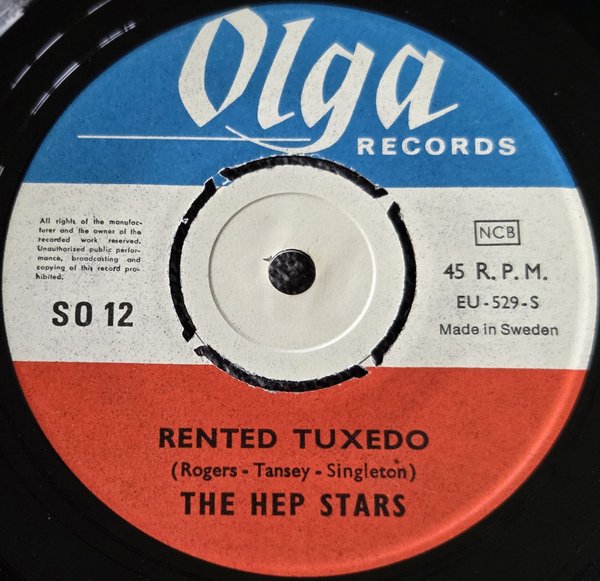 Olga
RECORDS
All rights of the manufac-
turer and the owner of the
recorded work reserved.
Unauthorized public perfor-
mance, broadcasting and
copying of this record pro-
hibited.
SO 12
NCB
45 R. P. M.
EU-529-S
Made in Sweden
RENTED TUXEDO
(Rogers - Tansey - Singleton)
THE HEP STARS